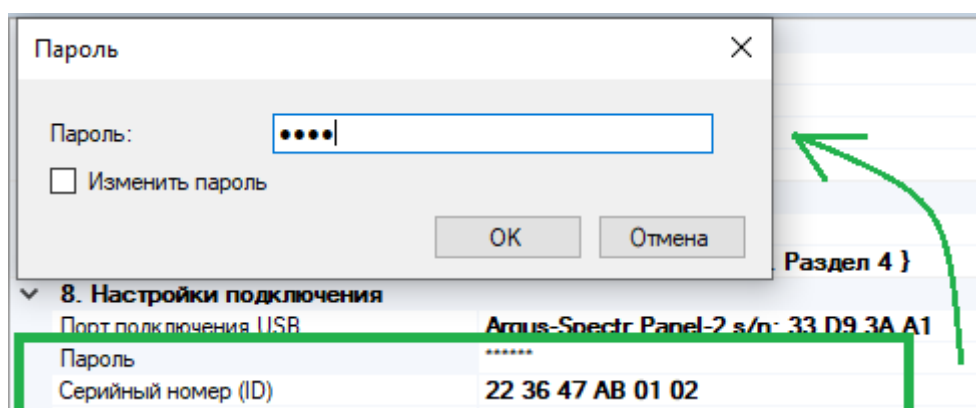 Пароль
Пароль:
••••
Изменить пароль
OK
Отмена
. Раздел 4 }
8. Настройки подключения
Порт подключения USB Argus-Spectr Panel-2 s/n: 33 D9 3A A1
Пароль ******
Серийный номер (ID) 22 36 47 AB 01 02